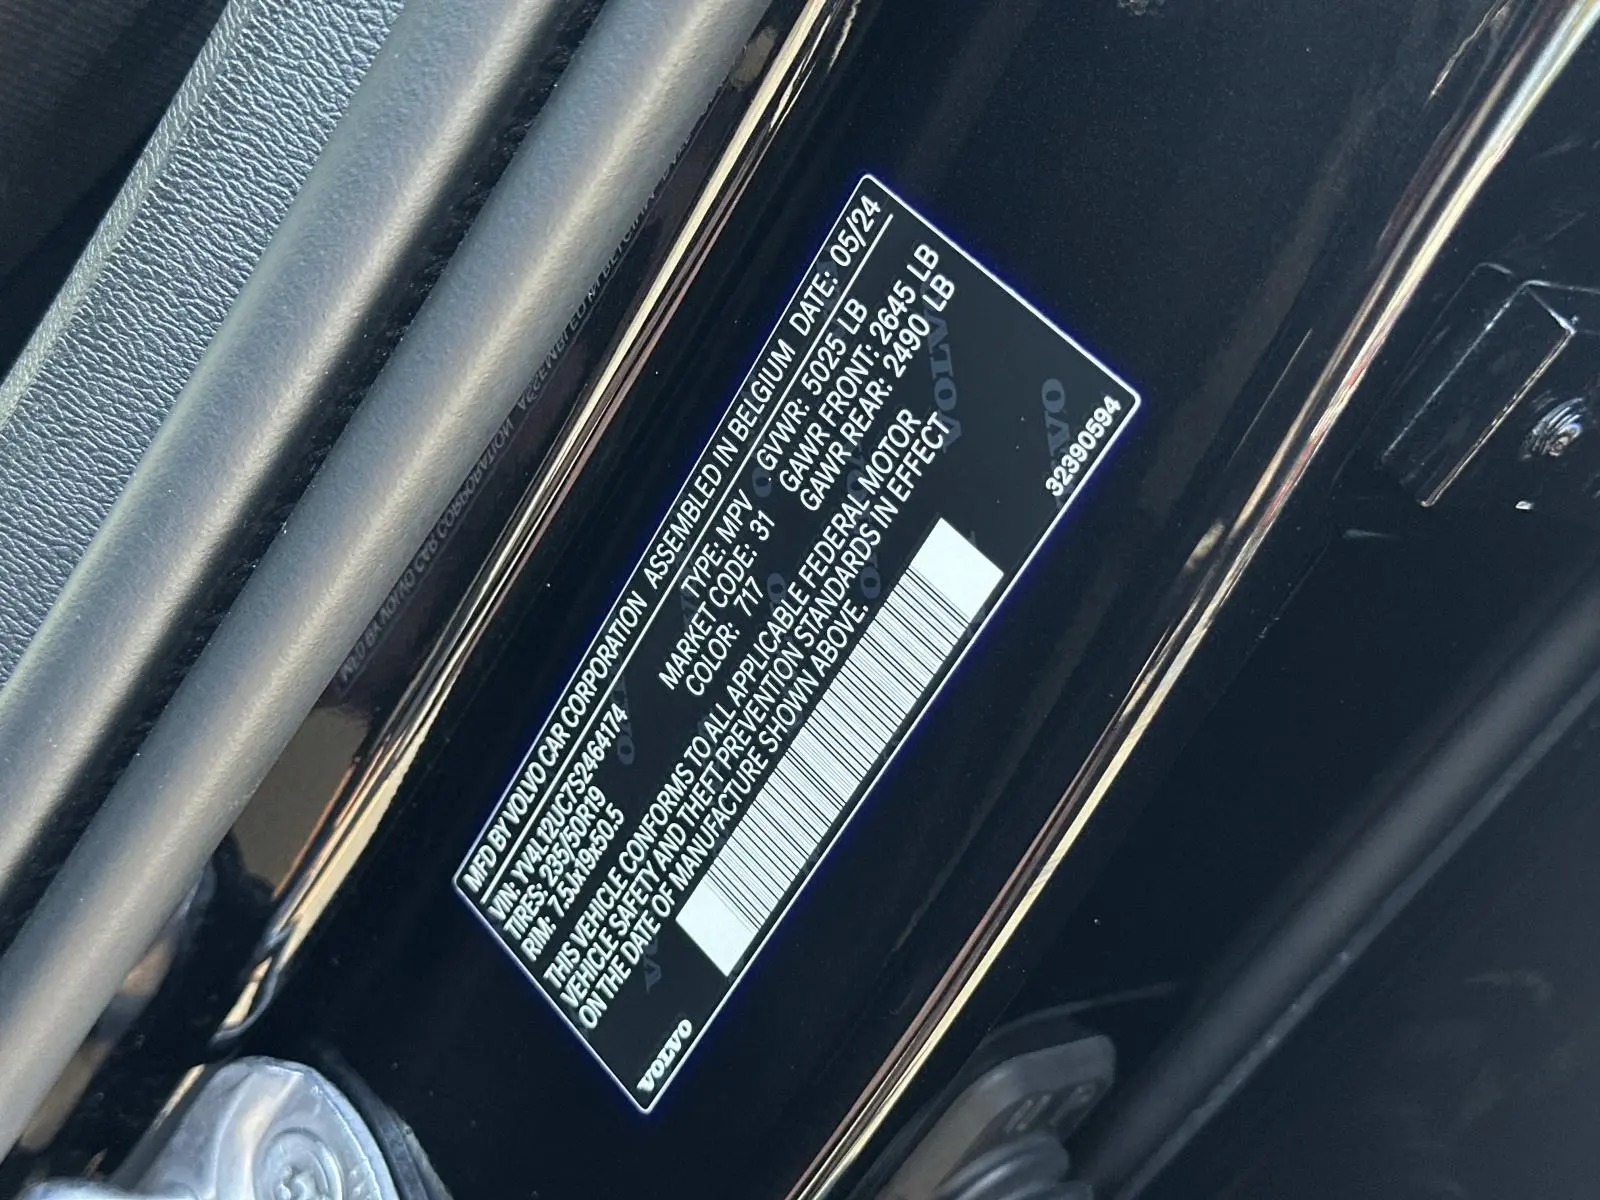 MFD BY VOLVO CAR CORPORATION ASSEMBLED IN BELGIUM DATE: 05/24
VIN: YV4L12UC7S2464174 TYPE: MPV GVWR: 5025 LB
TIRES: 235/50R19 MARKET CODE: 31 GAWR FRONT: 2645 LB
RIM: 7.5Jx19x50.5 COLOR: 717 GAWR REAR: 2490 LB
THIS VEHICLE CONFORMS TO ALL APPLICABLE FEDERAL MOTOR
VEHICLE SAFETY AND THEFT PREVENTION STANDARDS IN EFFECT
ON THE DATE OF MANUFACTURE SHOWN ABOVE.
VOLVO 32390594